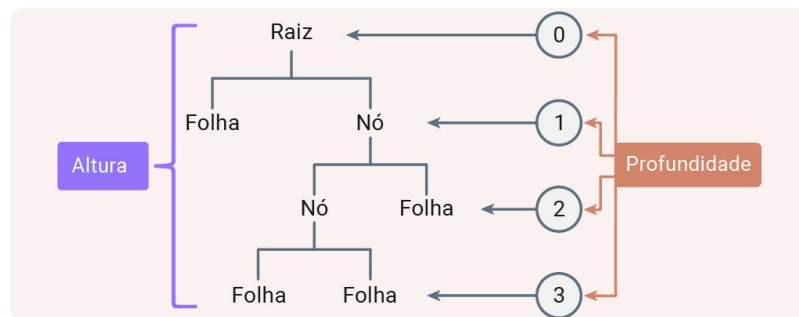 Raiz
0
Folha
Nó
1
Altura
Profundidade
Nó
Folha
2
Folha
Folha
3